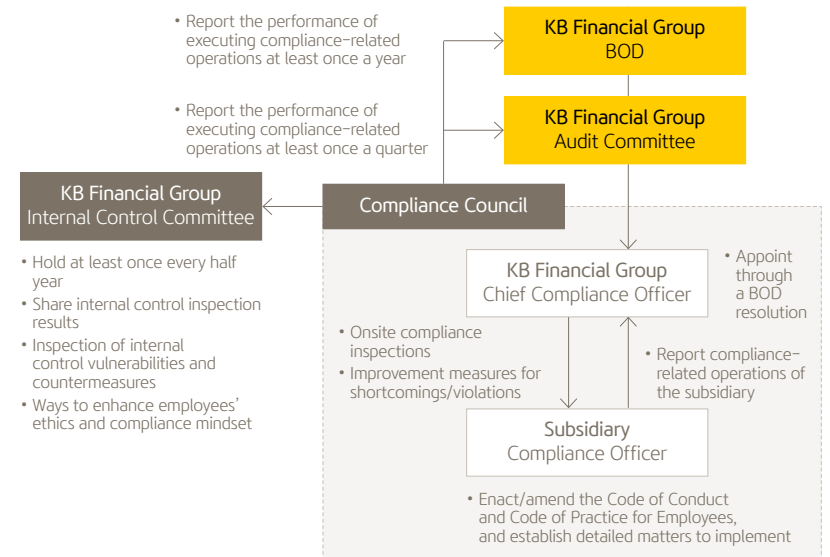 • Report the performance of
executing compliance-related
operations at least once a year
KB Financial Group
BOD
• Report the performance of
executing compliance-related
operations at least once a quarter
KB Financial Group
Audit Committee
KB Financial Group
Internal Control Committee
Compliance Council
• Hold at least once every half
year
• Share internal control inspection
results
• Inspection of internal
control vulnerabilities and
countermeasures
• Ways to enhance employees'
ethics and compliance mindset
KB Financial Group
Chief Compliance Officer
• Appoint
through
a BOD
resolution
• Onsite compliance
inspections
• Improvement measures for
shortcomings/violations
• Report compliance-
related operations of
the subsidiary
Subsidiary
Compliance Officer
• Enact/amend the Code of Conduct
and Code of Practice for Employees,
and establish detailed matters to implement